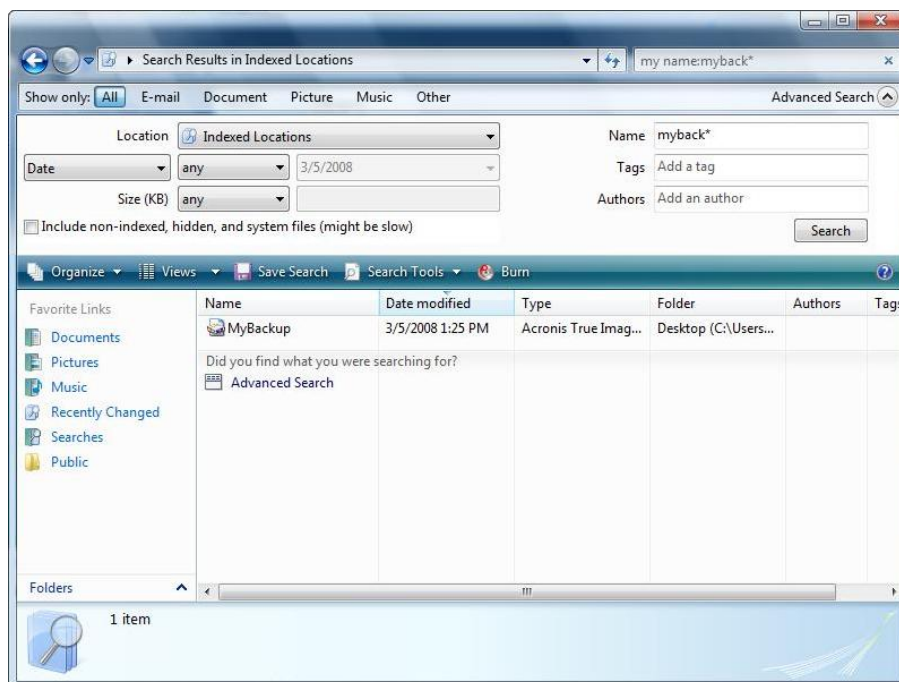 Search Results in Indexed Locations
my name:myback*
Show only: All E-mail Document Picture Music Other Advanced Search
Location Indexed Locations Name myback*
Date any 3/5/2008 Tags Add a tag
Size (KB) any Authors Add an author
Include non-indexed, hidden, and system files (might be slow)
Search
Organize Views Save Search Search Tools Burn
Favorite Links
Documents
Pictures
Music
Recently Changed
Searches
Public
Folders
Name Date modified Type Folder Authors Tags
MyBackup 3/5/2008 1:25 PM Acronis True Imag... Desktop (C:\Users...
Did you find what you were searching for?
Advanced Search
1 item